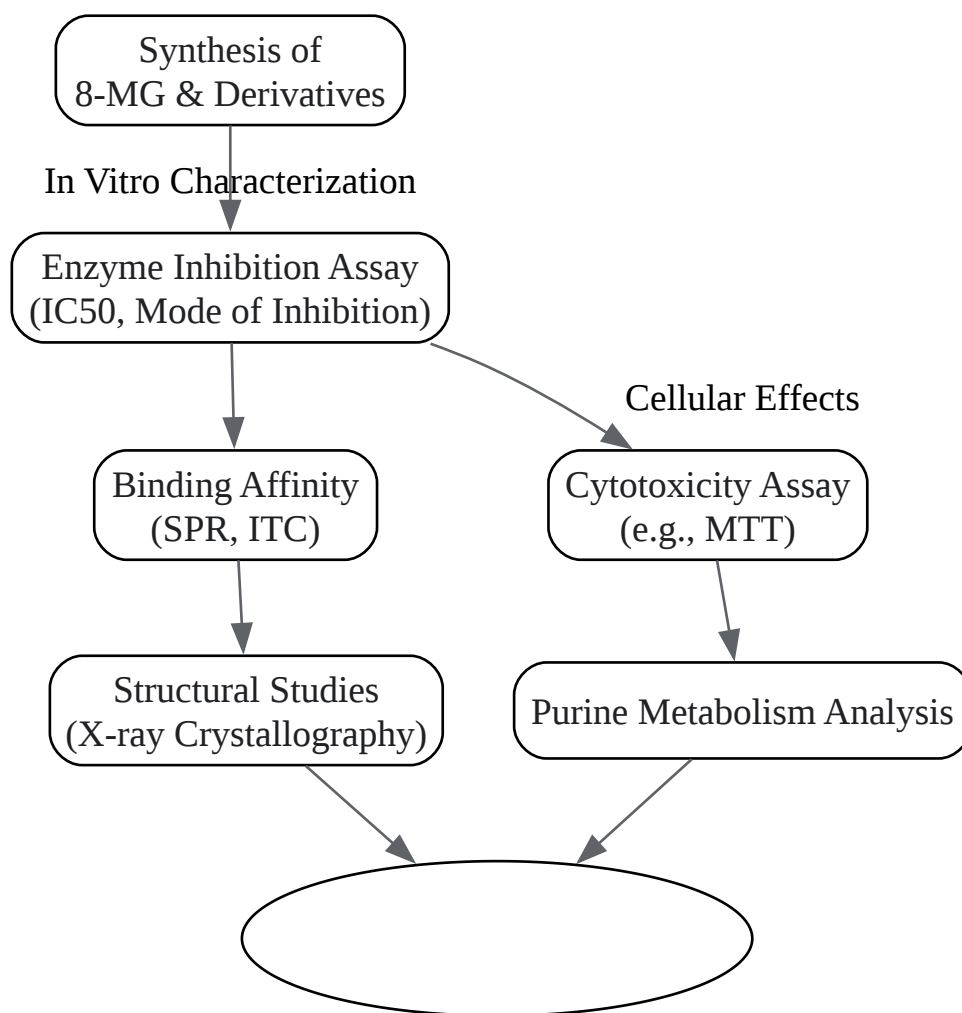 Synthesis of
8-MG & Derivatives
In Vitro Characterization
Enzyme Inhibition Assay
(IC50, Mode of Inhibition)
Cellular Effects
Binding Affinity
(SPR, ITC)
Cytotoxicity Assay
(e.g., MTT)
Structural Studies
(X-ray Crystallography)
Purine Metabolism Analysis